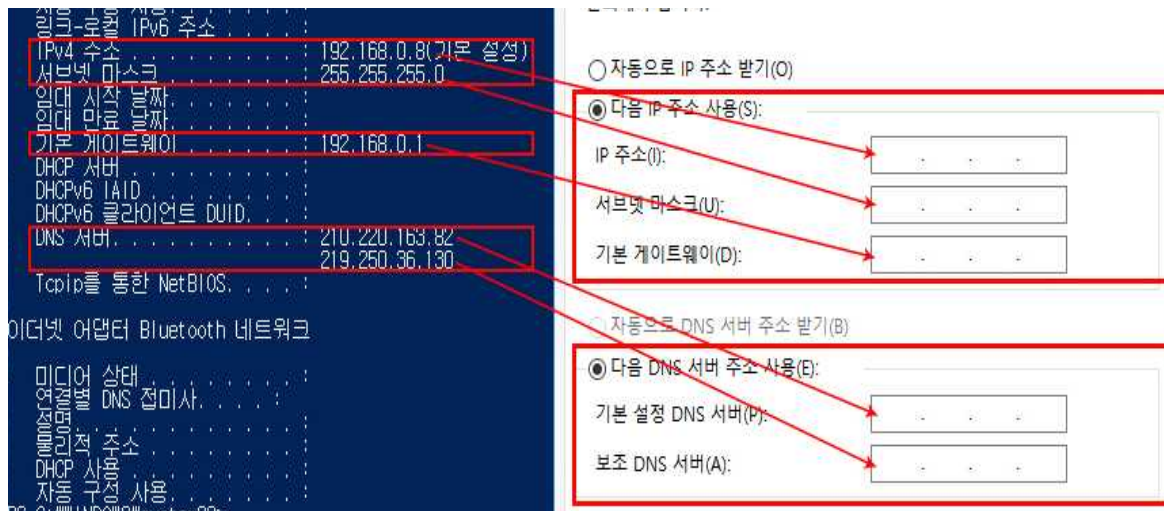 링크-로컬 IPv6 주소 . . . . :
IPv4 주소 . . . . . . . . . : 192.168.0.8(기본 설정)
서브넷 마스크 . . . . . . . : 255.255.255.0
임대 시작 날짜. . . . . . . :
임대 만료 날짜. . . . . . . :
기본 게이트웨이 . . . . . . : 192.168.0.1
DHCP 서버 . . . . . . . . . :
DHCPv6 IAID . . . . . . . . :
DHCPv6 클라이언트 DUID. . . :
DNS 서버. . . . . . . . . . : 210.220.163.82
219.250.36.130
Tcpip를 통한 NetBIOS. . . . :
이더넷 어댑터 Bluetooth 네트워크
미디어 상태 . . . . . . . . :
연결별 DNS 접미사. . . . :
설명. . . . . . . . . . . . :
물리적 주소 . . . . . . . . :
DHCP 사용 . . . . . . . . . :
자동 구성 사용. . . . . . . :
자동으로 IP 주소 받기(O)
다음 IP 주소 사용(S):
IP 주소(I):
서브넷 마스크(U):
기본 게이트웨이(D):
자동으로 DNS 서버 주소 받기(B)
다음 DNS 서버 주소 사용(E):
기본 설정 DNS 서버(P):
보조 DNS 서버(A):